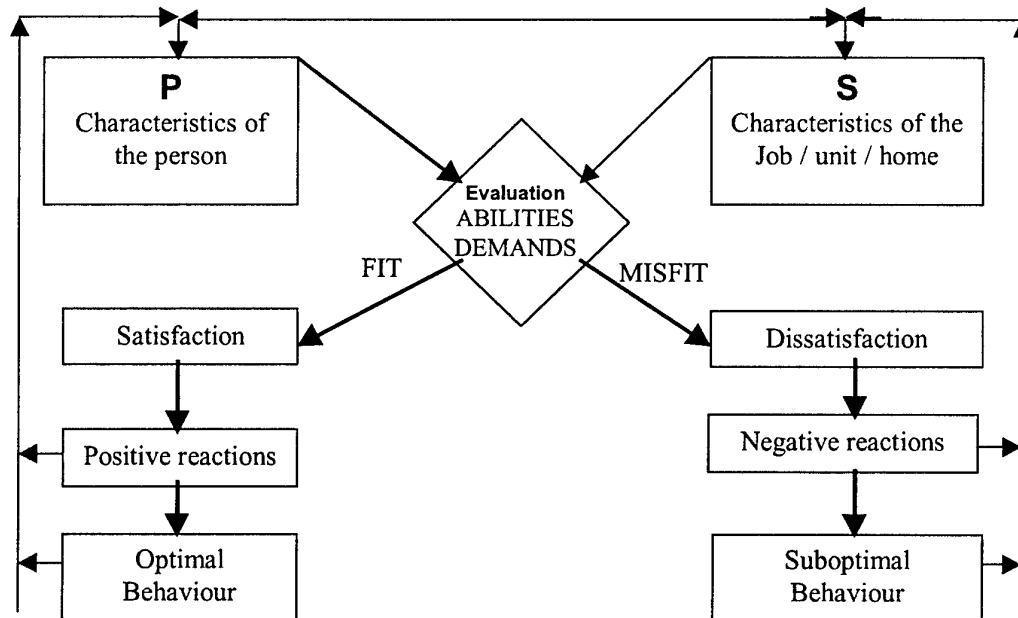 P
Characteristics of
the person
S
Characteristics of the
Job / unit / home
Evaluation
ABILITIES
DEMANDS
FIT
MISFIT
Satisfaction
Dissatisfaction
Positive reactions
Negative reactions
Optimal
Behaviour
Suboptimal
Behaviour